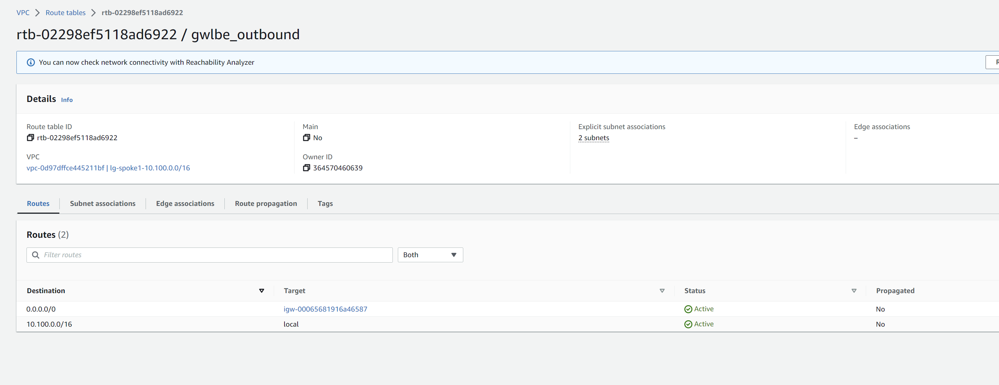 VPC > Route tables > rtb-02298ef5118ad6922
rtb-02298ef5118ad6922 / gwlbe_outbound
You can now check network connectivity with Reachability Analyzer
Details Info
Route table ID
rtb-02298ef5118ad6922
Main
No
Explicit subnet associations
2 subnets
Edge associations
–
VPC
vpc-0d97dffce445211bf | lg-spoke1-10.100.0.0/16
Owner ID
364570460639
Routes Subnet associations Edge associations Route propagation Tags
Routes (2)
Filter routes Both
Destination Target Status Propagated
0.0.0.0/0 igw-00065681916a46587 Active No
10.100.0.0/16 local Active No